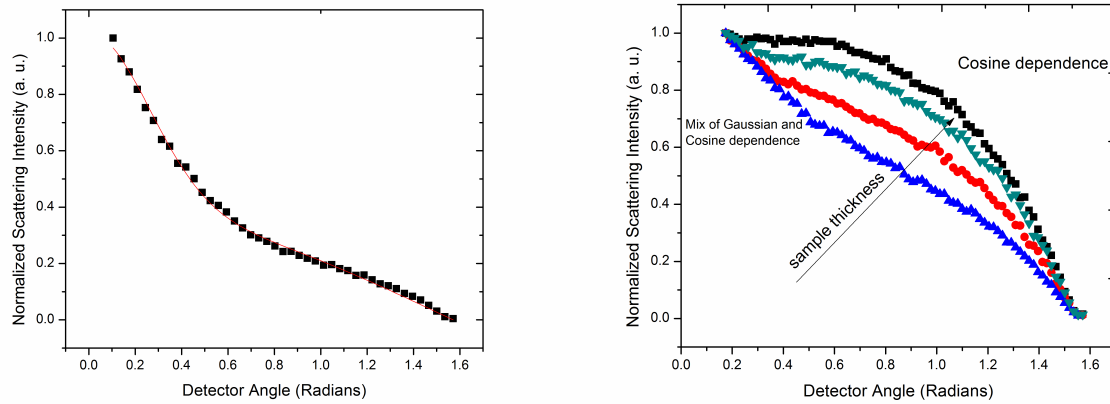 Normalized Scattering Intensity (a. u.)
1.0
0.8
0.6
0.4
0.2
0.0
0.0 0.2 0.4 0.6 0.8 1.0 1.2 1.4 1.6
Detector Angle (Radians)
Normalized Scattering Intensity (a. u.)
1.0
0.8
0.6
0.4
0.2
0.0
Cosine dependence
Mix of Gaussian and
Cosine dependence
sample thickness
0.0 0.2 0.4 0.6 0.8 1.0 1.2 1.4 1.6
Detector Angle (Radians)